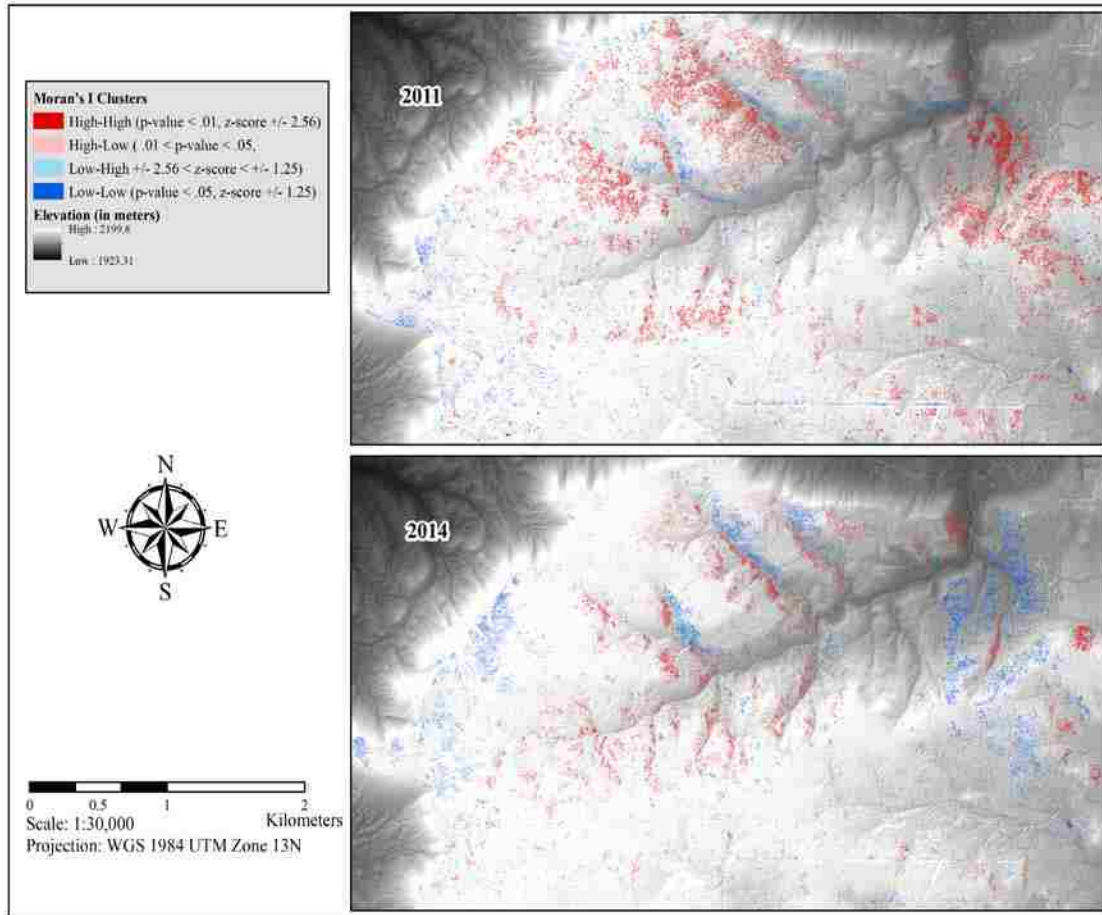 Moran's I Clusters
High-High (p-value < .01, z-score +/- 2.56)
High-Low ( .01 < p-value < .05,
Low-High +/- 2.56 < z-score < +/- 1.25)
Low-Low (p-value < .05, z-score +/- 1.25)
Elevation (in meters)
High : 2199.8
Low : 1923.31
2011
N
W E
S
2014
0 0.5 1 2
Kilometers
Scale: 1:30,000
Projection: WGS 1984 UTM Zone 13N